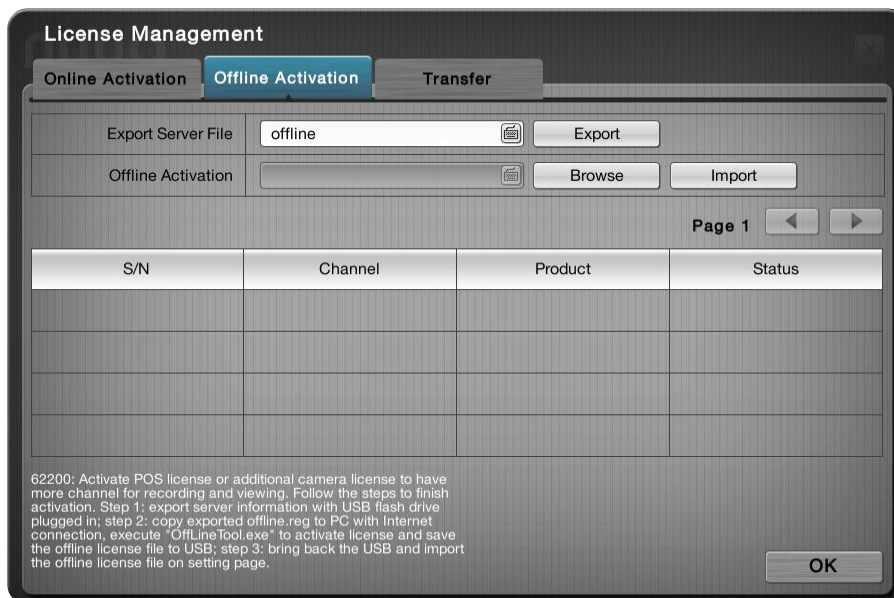 License Management
Online Activation
Offline Activation
Transfer
Export Server File
offline
Export
Offline Activation
Browse
Import
Page 1
S/N
Channel
Product
Status
62200: Activate POS license or additional camera license to have
more channel for recording and viewing. Follow the steps to finish
activation. Step 1: export server information with USB flash drive
plugged in; step 2: copy exported offline.reg to PC with Internet
connection, execute "OffLineTool.exe" to activate license and save
the offline license file to USB; step 3: bring back the USB and import
the offline license file on setting page.
OK